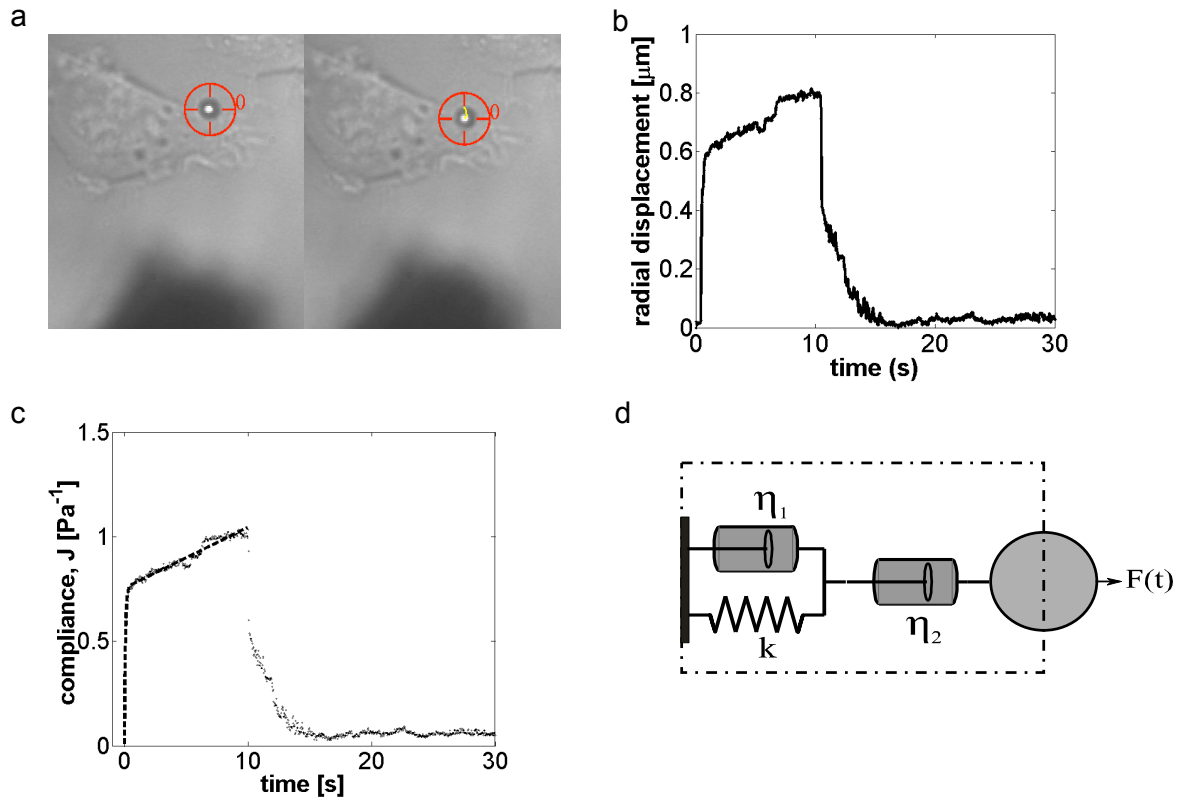 a
0
0
b
radial displacement [μm]
1
0.8
0.6
0.4
0.2
0
0
10
20
30
time (s)
c
compliance, J [Pa⁻¹]
1.5
1
0.5
0
0
10
20
30
time [s]
d
η₁
k
η₂
F(t)